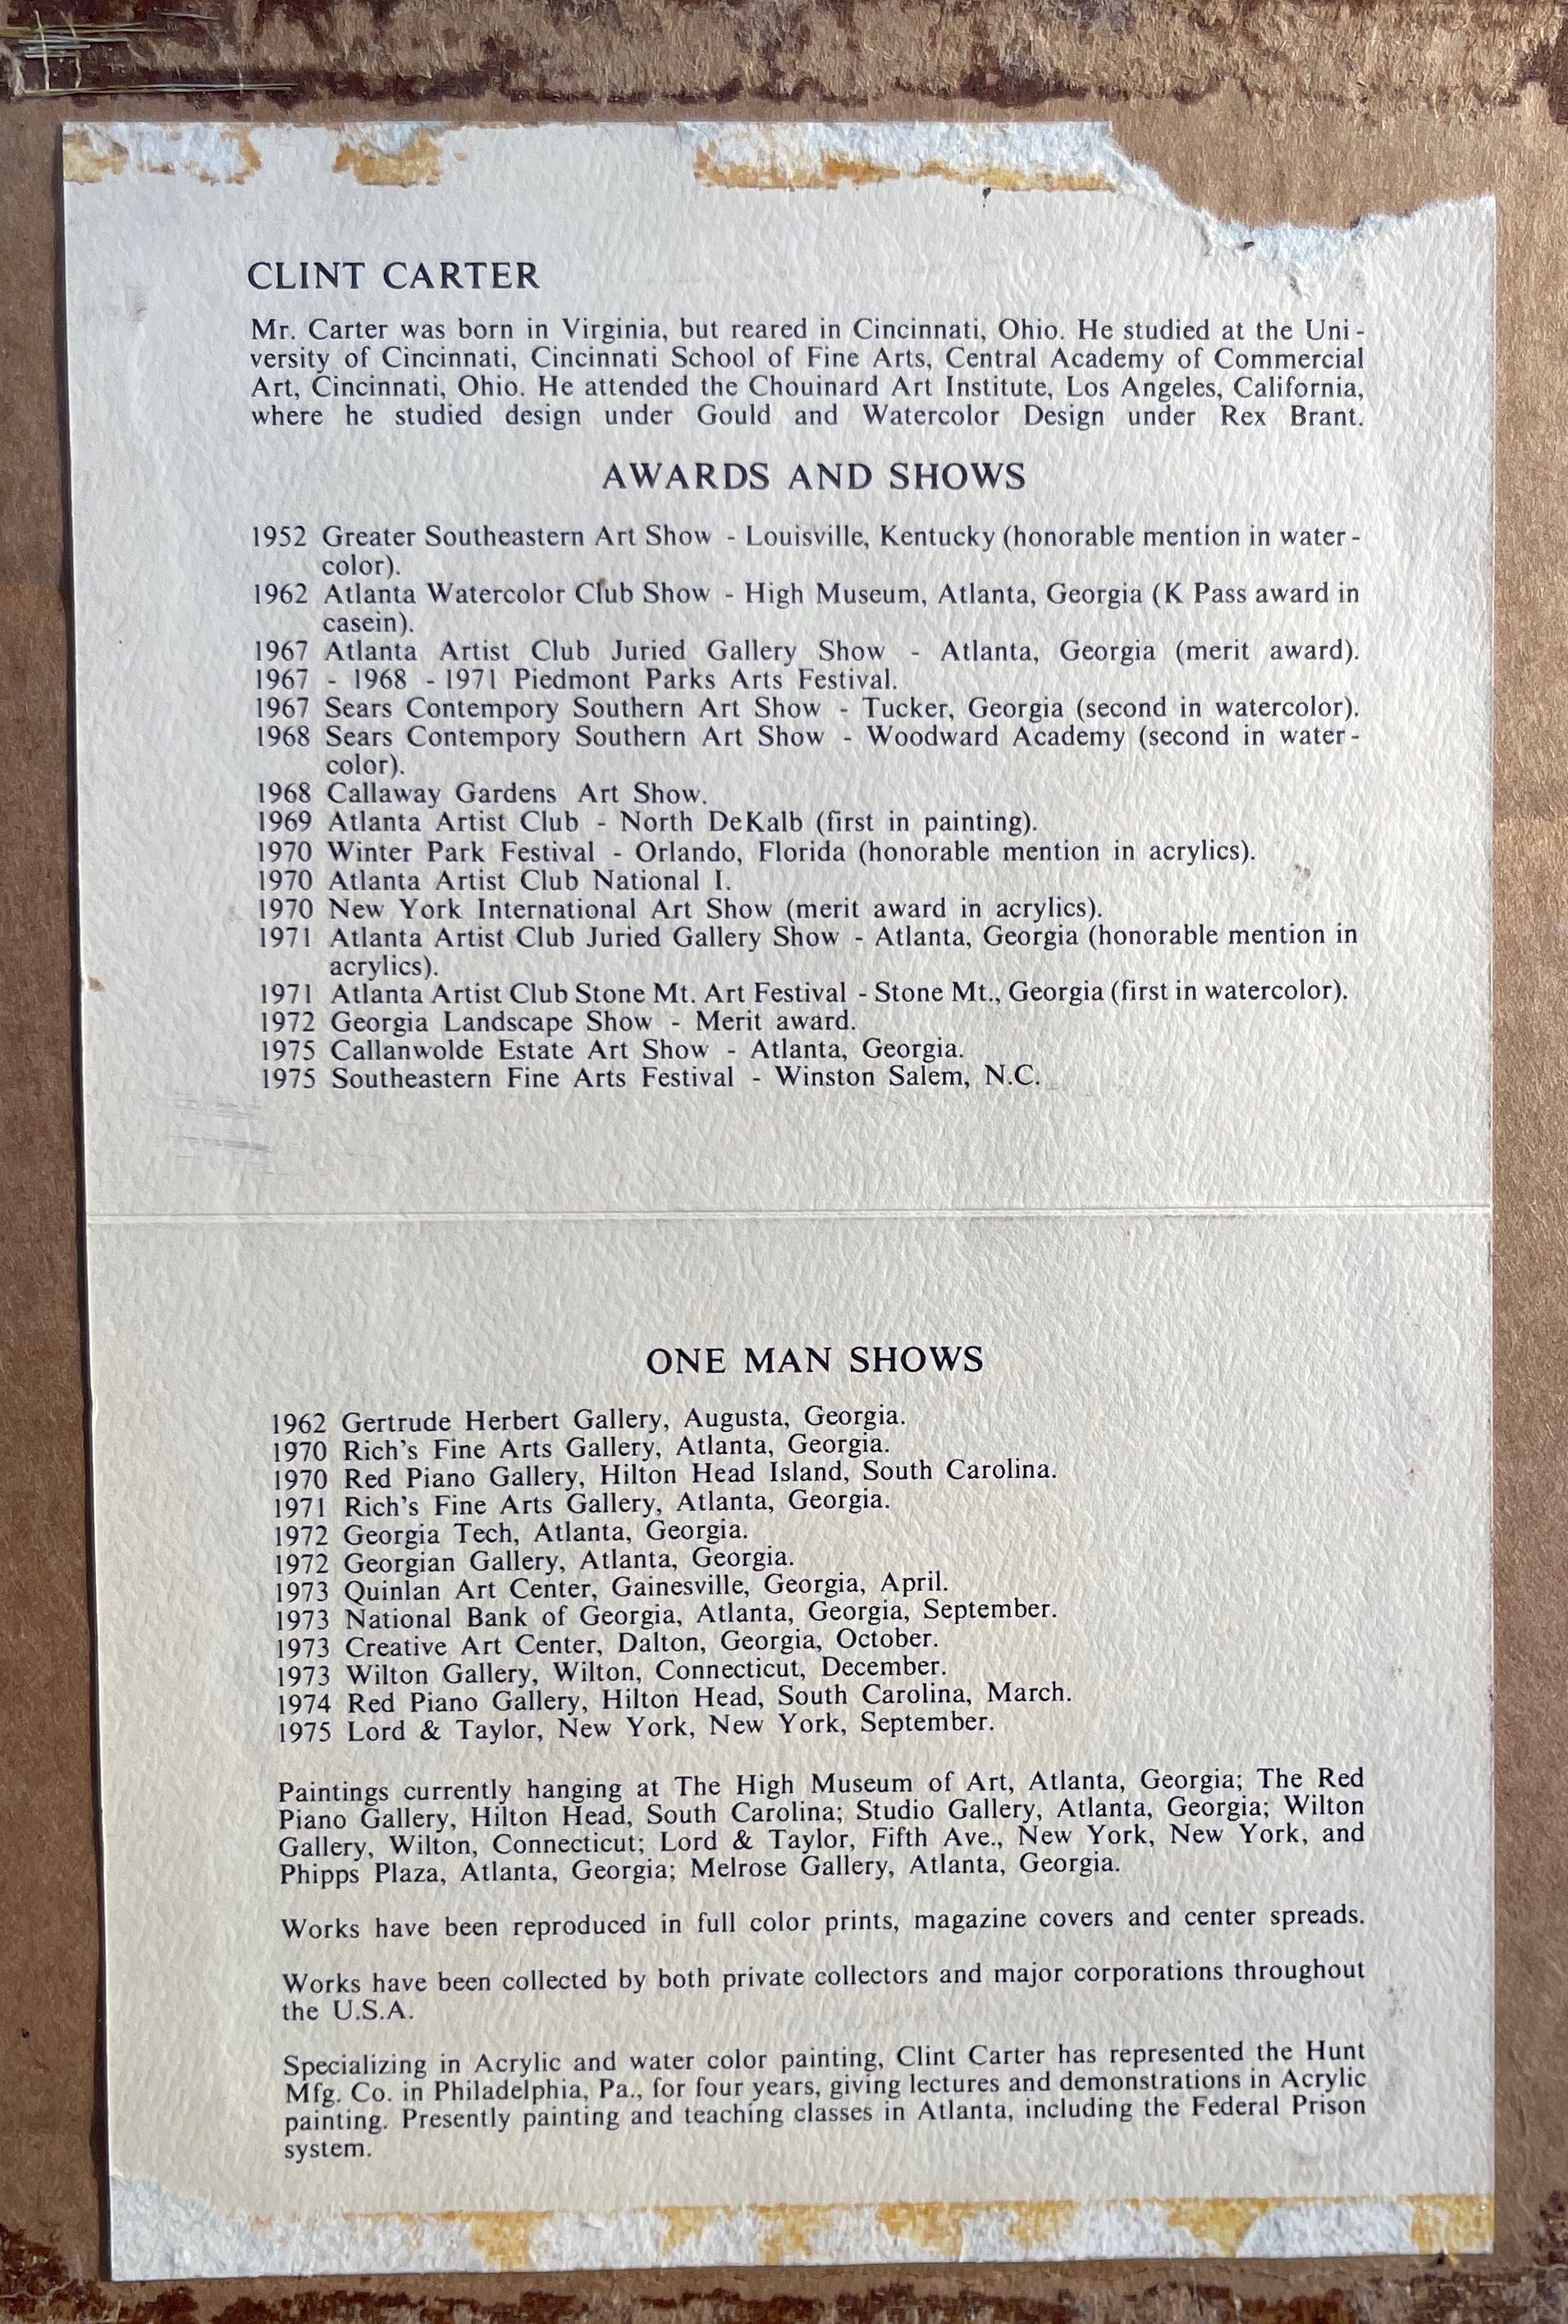 CLINT CARTER
Mr. Carter was born in Virginia, but reared in Cincinnati, Ohio. He studied at the Uni-
versity of Cincinnati, Cincinnati School of Fine Arts, Central Academy of Commercial
Art, Cincinnati, Ohio. He attended the Chouinard Art Institute, Los Angeles, California,
where he studied design under Gould and Watercolor Design under Rex Brant.
AWARDS AND SHOWS
1952 Greater Southeastern Art Show - Louisville, Kentucky (honorable mention in water-
color).
1962 Atlanta Watercolor Club Show - High Museum, Atlanta, Georgia (K Pass award in
casein).
1967 Atlanta Artist Club Juried Gallery Show - Atlanta, Georgia (merit award).
1967 - 1968 - 1971 Piedmont Parks Arts Festival.
1967 Sears Contempory Southern Art Show - Tucker, Georgia (second in watercolor).
1968 Sears Contempory Southern Art Show - Woodward Academy (second in water-
color).
1968 Callaway Gardens Art Show.
1969 Atlanta Artist Club - North DeKalb (first in painting).
1970 Winter Park Festival - Orlando, Florida (honorable mention in acrylics).
1970 Atlanta Artist Club National I.
1970 New York International Art Show (merit award in acrylics).
1971 Atlanta Artist Club Juried Gallery Show - Atlanta, Georgia (honorable mention in
acrylics).
1971 Atlanta Artist Club Stone Mt. Art Festival - Stone Mt., Georgia (first in watercolor).
1972 Georgia Landscape Show - Merit award.
1975 Callanwolde Estate Art Show - Atlanta, Georgia.
1975 Southeastern Fine Arts Festival - Winston Salem, N.C.
ONE MAN SHOWS
1962 Gertrude Herbert Gallery, Augusta, Georgia.
1970 Rich's Fine Arts Gallery, Atlanta, Georgia.
1970 Red Piano Gallery, Hilton Head Island, South Carolina.
1971 Rich's Fine Arts Gallery, Atlanta, Georgia.
1972 Georgia Tech, Atlanta, Georgia.
1972 Georgian Gallery, Atlanta, Georgia.
1973 Quinlan Art Center, Gainesville, Georgia, April.
1973 National Bank of Georgia, Atlanta, Georgia, September.
1973 Creative Art Center, Dalton, Georgia, October.
1973 Wilton Gallery, Wilton, Connecticut, December.
1974 Red Piano Gallery, Hilton Head, South Carolina, March.
1975 Lord & Taylor, New York, New York, September.
Paintings currently hanging at The High Museum of Art, Atlanta, Georgia; The Red
Piano Gallery, Hilton Head, South Carolina; Studio Gallery, Atlanta, Georgia; Wilton
Gallery, Wilton, Connecticut; Lord & Taylor, Fifth Ave., New York, New York, and
Phipps Plaza, Atlanta, Georgia; Melrose Gallery, Atlanta, Georgia.
Works have been reproduced in full color prints, magazine covers and center spreads.
Works have been collected by both private collectors and major corporations throughout
the U.S.A.
Specializing in Acrylic and water color painting, Clint Carter has represented the Hunt
Mfg. Co. in Philadelphia, Pa., for four years, giving lectures and demonstrations in Acrylic
painting. Presently painting and teaching classes in Atlanta, including the Federal Prison
system.